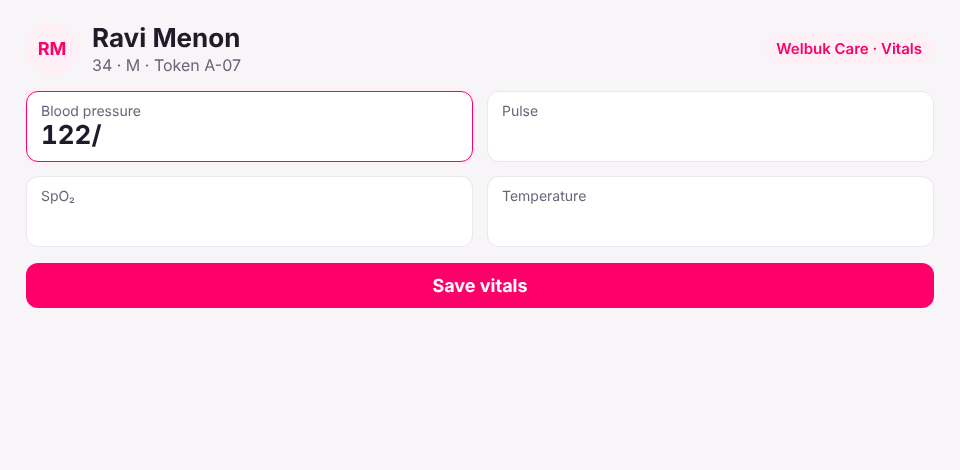 RM
Ravi Menon
34 · M · Token A-07
Welbuk Care · Vitals
Blood pressure
122/
Pulse
SpO₂
Temperature
Save vitals